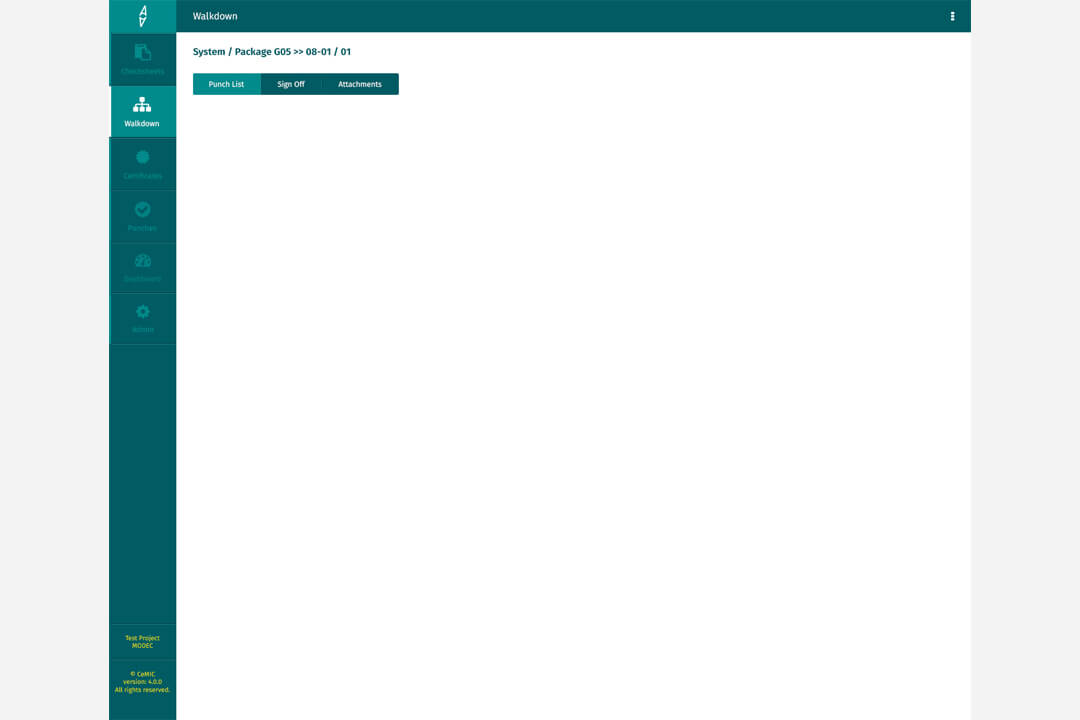 Walkdown
System / Package G05 >> 08-01 / 01
Punch List
Sign Off
Attachments
Checksheets
Walkdown
Certificates
Punches
Dashboard
Admin
Test Project
MODEC
© CeMIC
version: 4.0.0
All rights reserved.